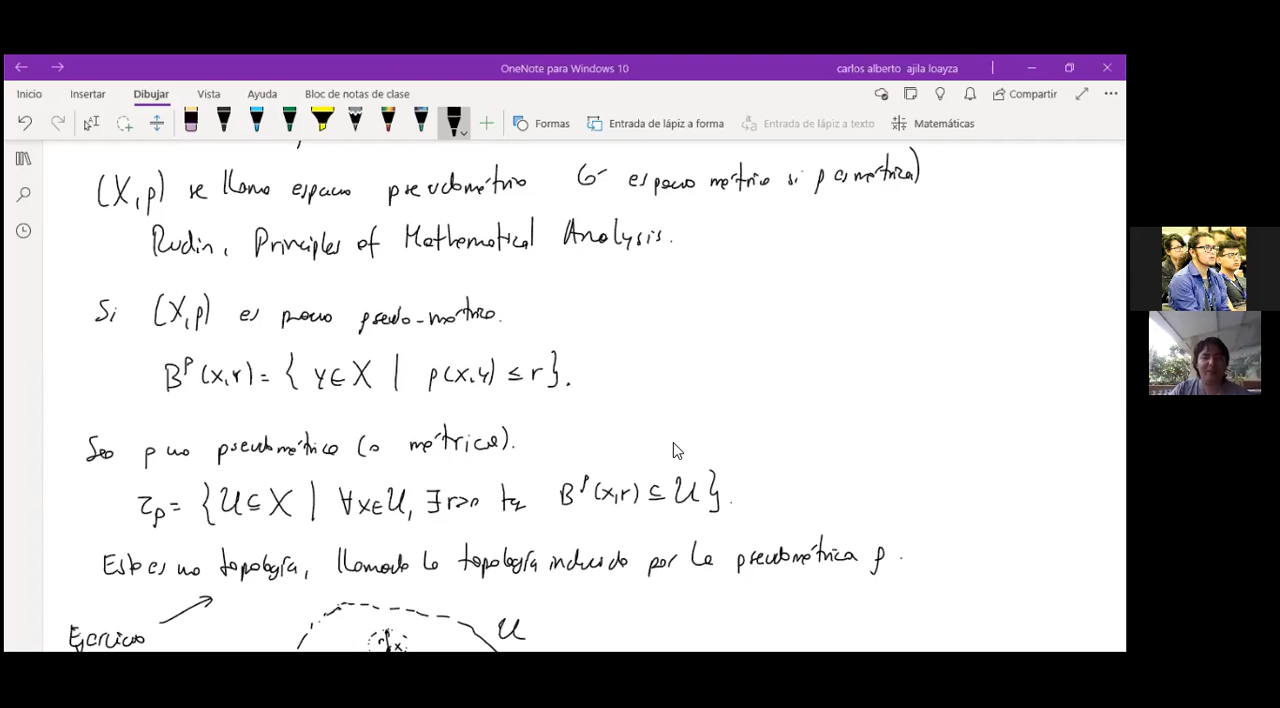 OneNote para Windows 10
carlos alberto ajila loayza
Inicio Insertar Dibujar Vista Ayuda Bloc de notas de clase
Compartir
Formas Entrada de lápiz a forma Entrada de lápiz a texto Matemáticas
(X,ρ) se llama espacio pseudométrico (o espacio métrico si ρ es métrica)
Rudin, Principles of Mathematical Analysis.
Si (X,ρ) es espacio pseudo-métrico.
B^ρ(x,r) = { y ∈ X | ρ(x,y) ≤ r }.
Sea ρ una pseudométrica (o métrica).
τ_ρ = { U ⊆ X | ∀x∈U, ∃r>0 tq B^ρ(x,r) ⊆ U }.
Esto es una topología, llamada la topología inducida por la pseudométrica ρ.
Ejercicio
U
r x